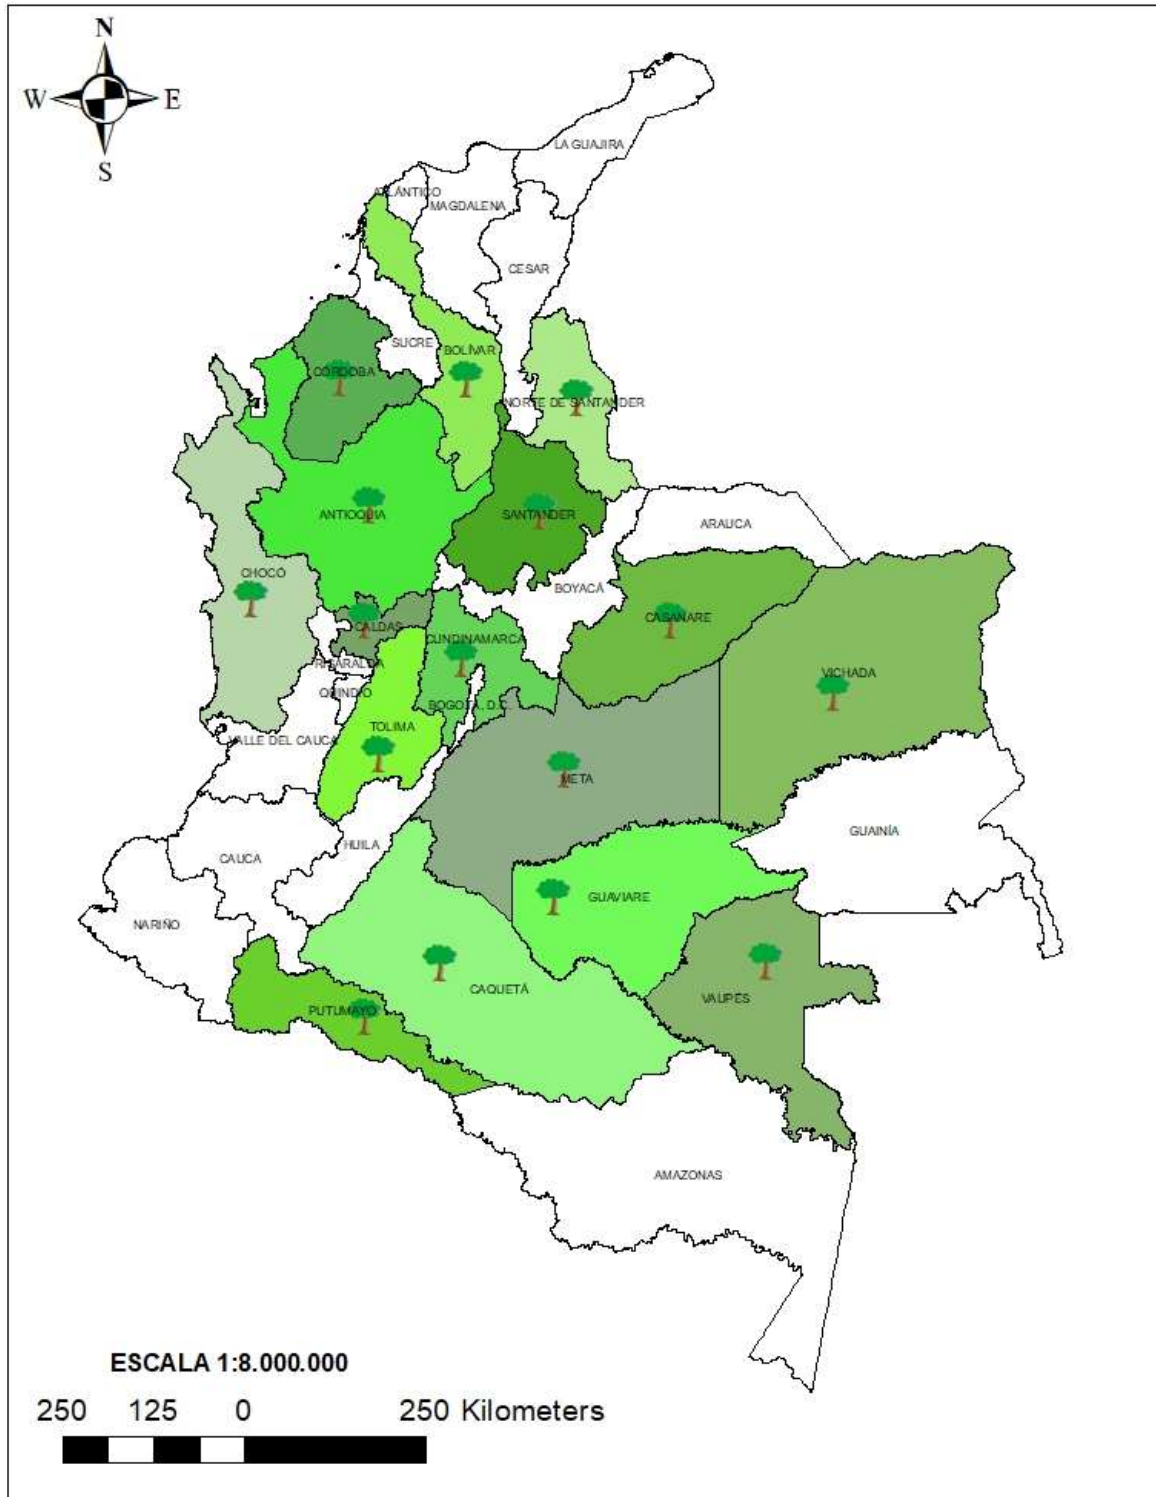 N
W E
S
LA GUAJIRA
ATLÁNTICO
MAGDALENA
CESAR
SUCRE
BOLÍVAR
CÓRDOBA
NORTE DE SANTANDER
ANTIOQUIA
SANTANDER
ARAUCA
CHOCÓ
BOYACÁ
CASANARE
CALDAS
CUNDINAMARCA
RISARALDA
VICHADA
QUINDIO
BOGOTÁ, D.C.
TOLIMA
VALLE DEL CAUCA
META
GUAINÍA
HUILA
CAUCA
GUAVIARE
NARIÑO
CAQUETÁ
VAUPÉS
PUTUMAYO
AMAZONAS
ESCALA 1:8.000.000
250 125 0 250 Kilometers